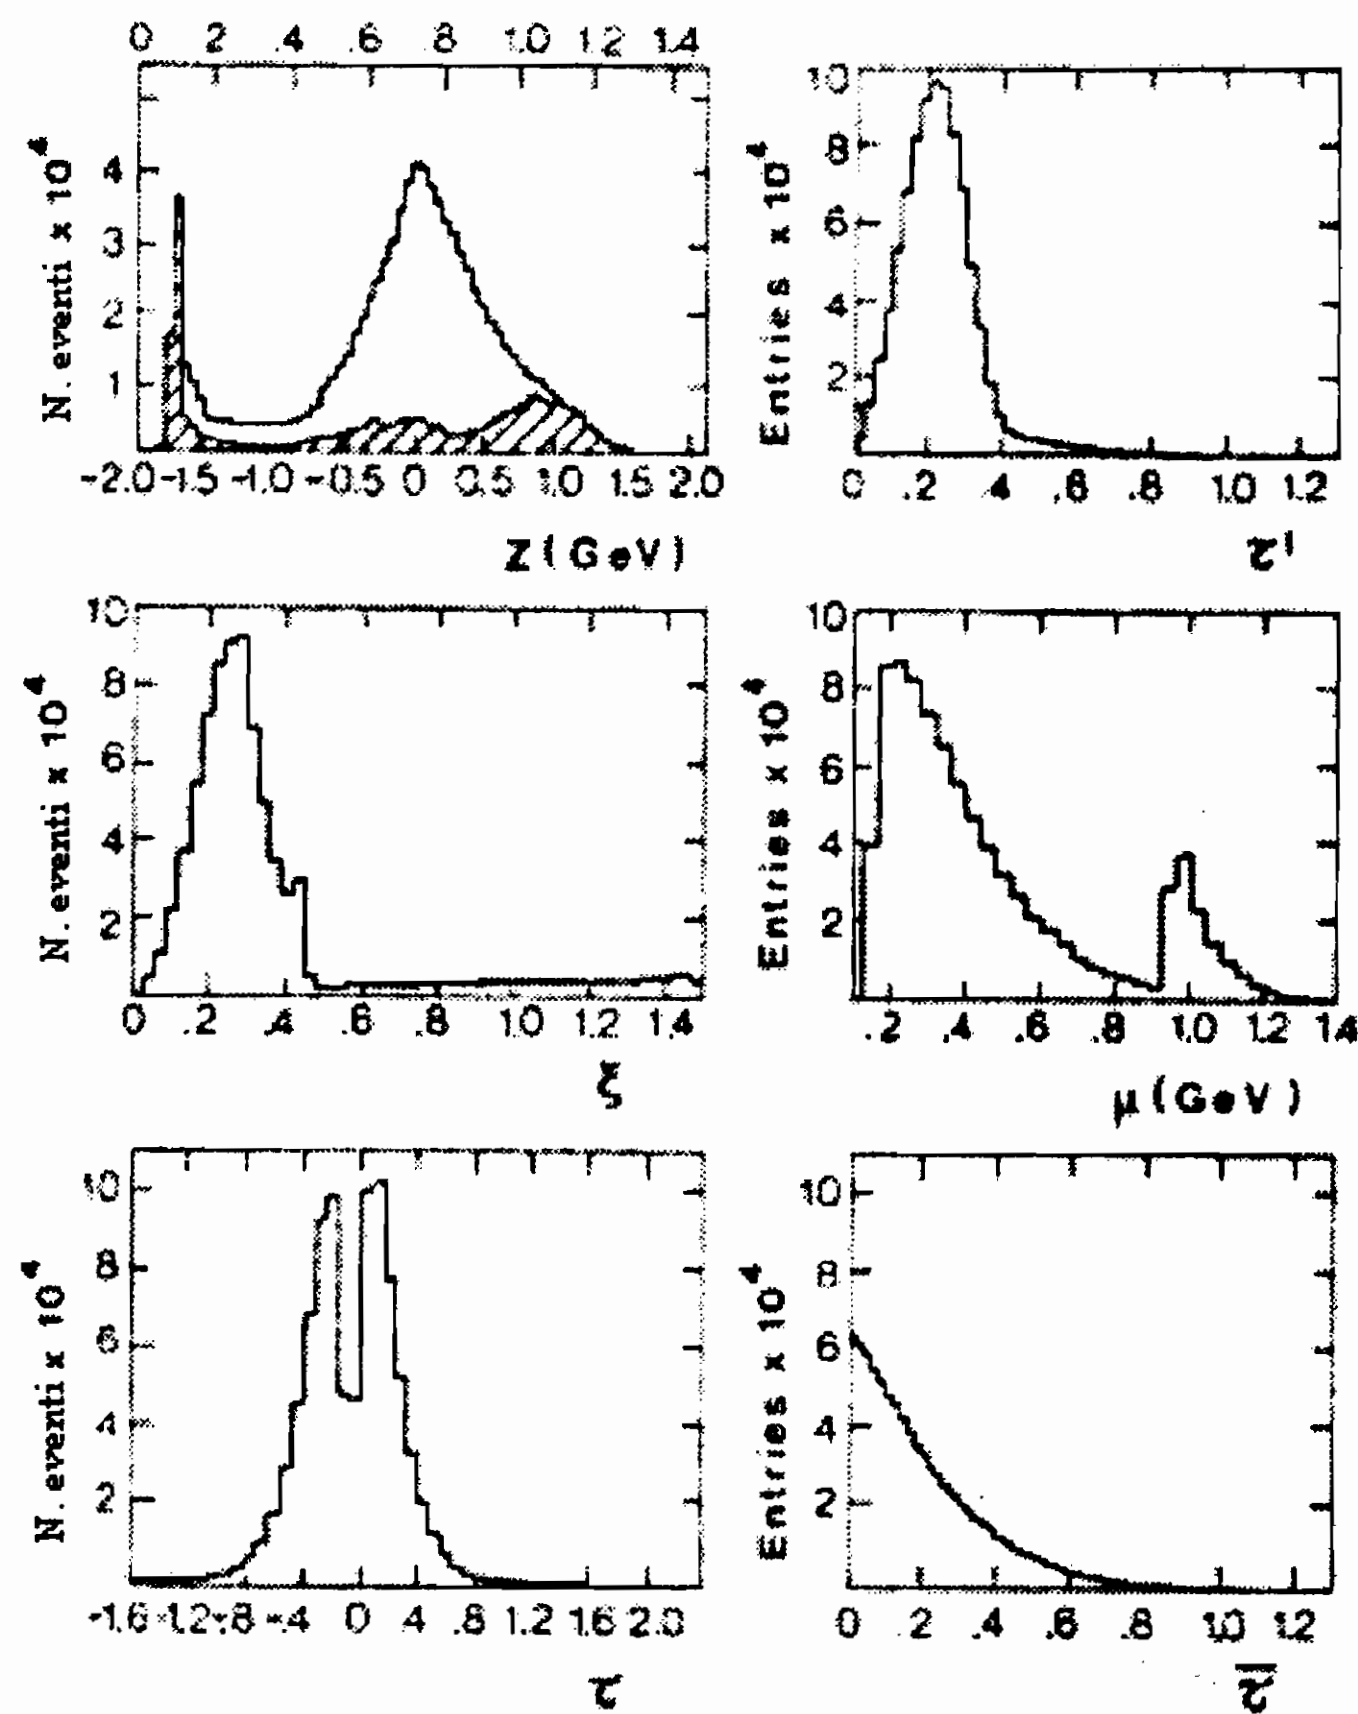 0 .2 .4 .6 .8 1.0 1.2 1.4
N. eventi x 10⁴
4
3
2
1
-2.0 -1.5 -1.0 -0.5 0 0.5 1.0 1.5 2.0
Z (GeV)
Entries x 10⁴
10
8
6
4
2
0 .2 .4 .6 .8 1.0 1.2
τ'
N. eventi x 10⁴
10
8
6
4
2
0 .2 .4 .6 .8 1.0 1.2 1.4
ξ
Entries x 10⁴
10
8
6
4
2
.2 .4 .6 .8 1.0 1.2 1.4
μ (GeV)
N. eventi x 10⁴
10
8
6
4
2
-1.6 -1.2 -.8 -.4 0 .4 .8 1.2 1.6 2.0
τ
Entries x 10⁴
10
8
6
4
2
0 .2 .4 .6 .8 1.0 1.2
τ̅